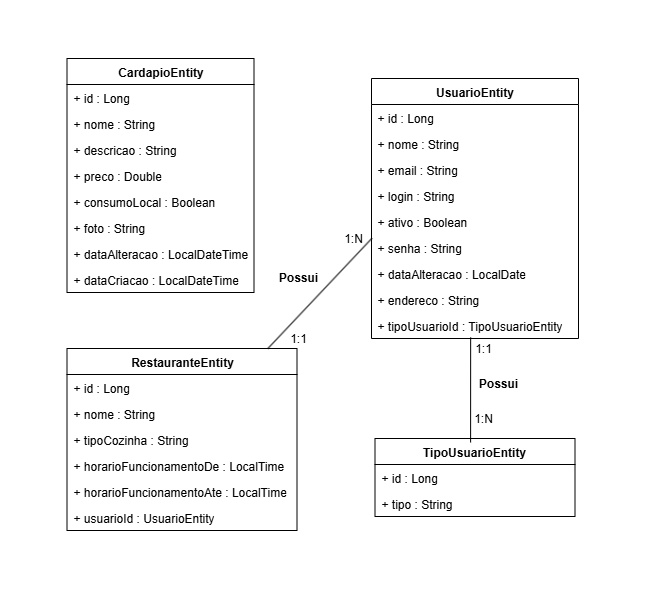 CardapioEntity
+ id : Long
+ nome : String
+ descricao : String
+ preco : Double
+ consumoLocal : Boolean
+ foto : String
+ dataAlteracao : LocalDateTime
+ dataCriacao : LocalDateTime
UsuarioEntity
+ id : Long
+ nome : String
+ email : String
+ login : String
+ ativo : Boolean
+ senha : String
+ dataAlteracao : LocalDate
+ endereco : String
+ tipoUsuarioId : TipoUsuarioEntity
1:N
Possui
1:1
RestauranteEntity
+ id : Long
+ nome : String
+ tipoCozinha : String
+ horarioFuncionamentoDe : LocalTime
+ horarioFuncionamentoAte : LocalTime
+ usuarioId : UsuarioEntity
1:1
Possui
1:N
TipoUsuarioEntity
+ id : Long
+ tipo : String